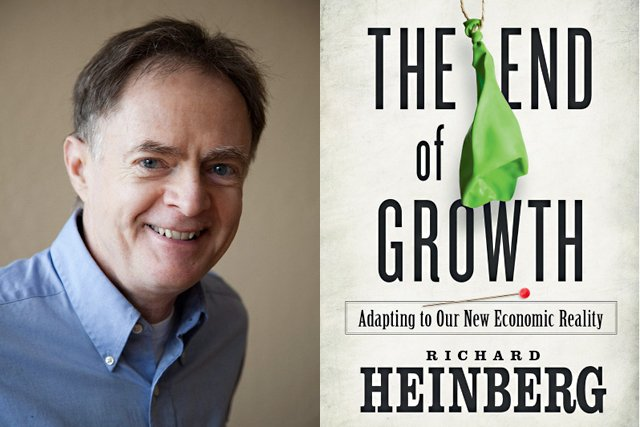 THE END
of
GROWTH
Adapting to Our New Economic Reality
RICHARD
HEINBERG